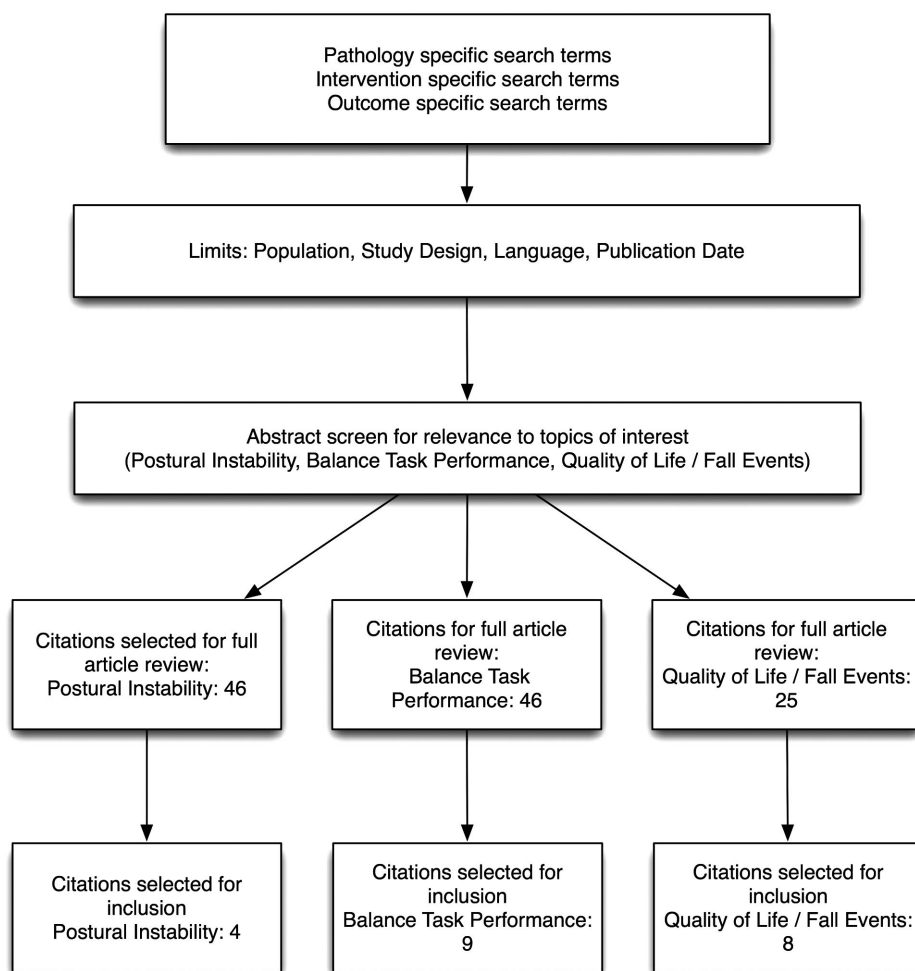 Pathology specific search terms
Intervention specific search terms
Outcome specific search terms
Limits: Population, Study Design, Language, Publication Date
Abstract screen for relevance to topics of interest
(Postural Instability, Balance Task Performance, Quality of Life / Fall Events)
Citations selected for full
article review:
Postural Instability: 46
Citations for full article
review:
Balance Task
Performance: 46
Citations for full article
review:
Quality of Life / Fall Events:
25
Citations selected for
inclusion
Postural Instability: 4
Citations selected for
inclusion
Balance Task Performance:
9
Citations selected for
inclusion
Quality of Life / Fall Events:
8